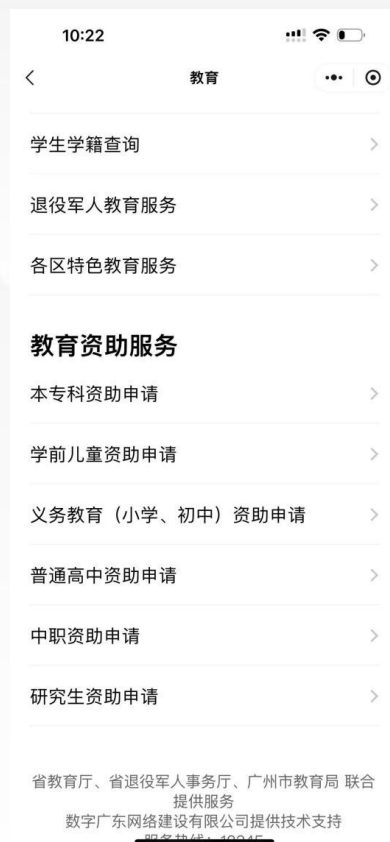 10:22
教育
学生学籍查询
退役军人教育服务
各区特色教育服务
教育资助服务
本专科资助申请
学前儿童资助申请
义务教育（小学、初中）资助申请
普通高中资助申请
中职资助申请
研究生资助申请
省教育厅、省退役军人事务厅、广州市教育局 联合
提供服务
数字广东网络建设有限公司提供技术支持